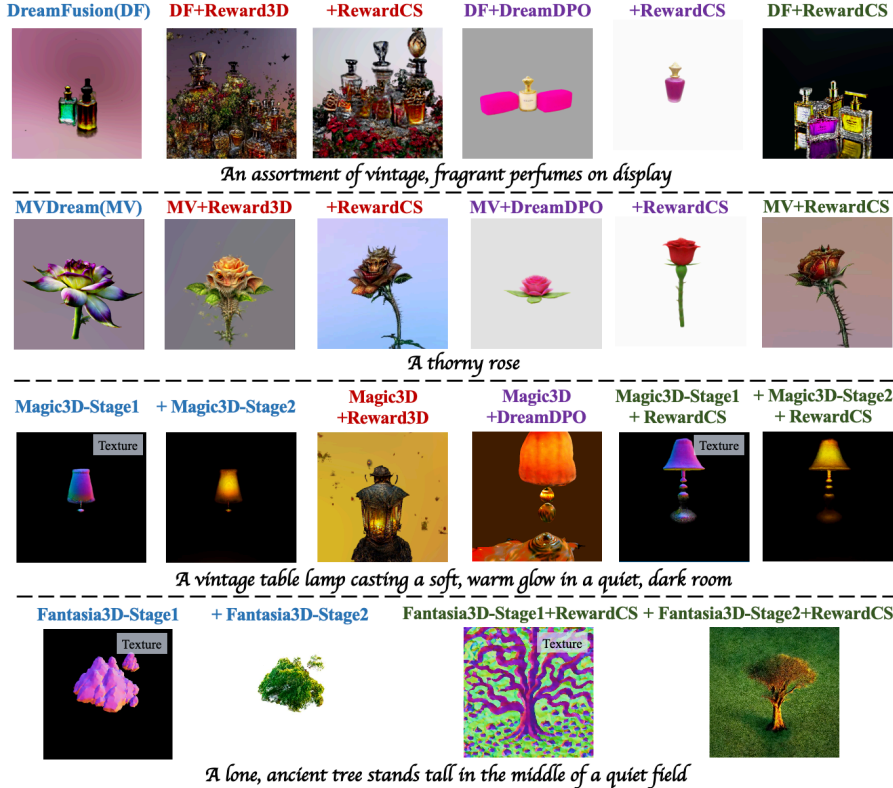 DreamFusion(DF) DF+Reward3D +RewardCS DF+DreamDPO +RewardCS DF+RewardCS
An assortment of vintage, fragrant perfumes on display
MVDream(MV) MV+Reward3D +RewardCS MV+DreamDPO +RewardCS MV+RewardCS
A thorny rose
Magic3D-Stage1 + Magic3D-Stage2 Magic3D +Reward3D Magic3D +DreamDPO Magic3D-Stage1 + RewardCS + Magic3D-Stage2 + RewardCS
Texture Texture
A vintage table lamp casting a soft, warm glow in a quiet, dark room
Fantasia3D-Stage1 + Fantasia3D-Stage2 Fantasia3D-Stage1+RewardCS + Fantasia3D-Stage2+RewardCS
Texture Texture
A lone, ancient tree stands tall in the middle of a quiet field